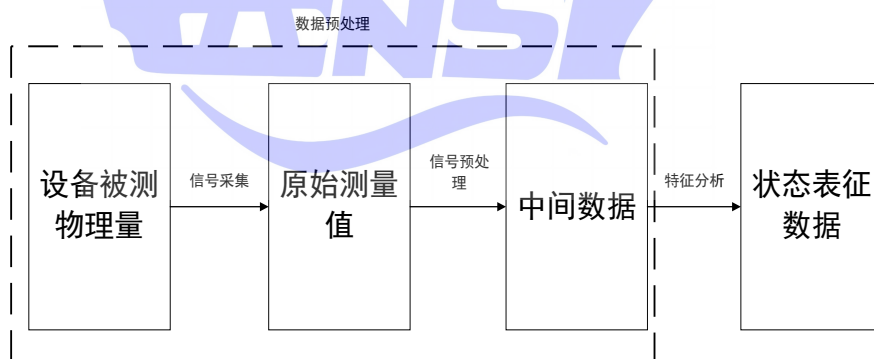 数据预处理
设备被测
物理量
信号采集
原始测量
值
信号预处
理
中间数据
特征分析
状态表征
数据